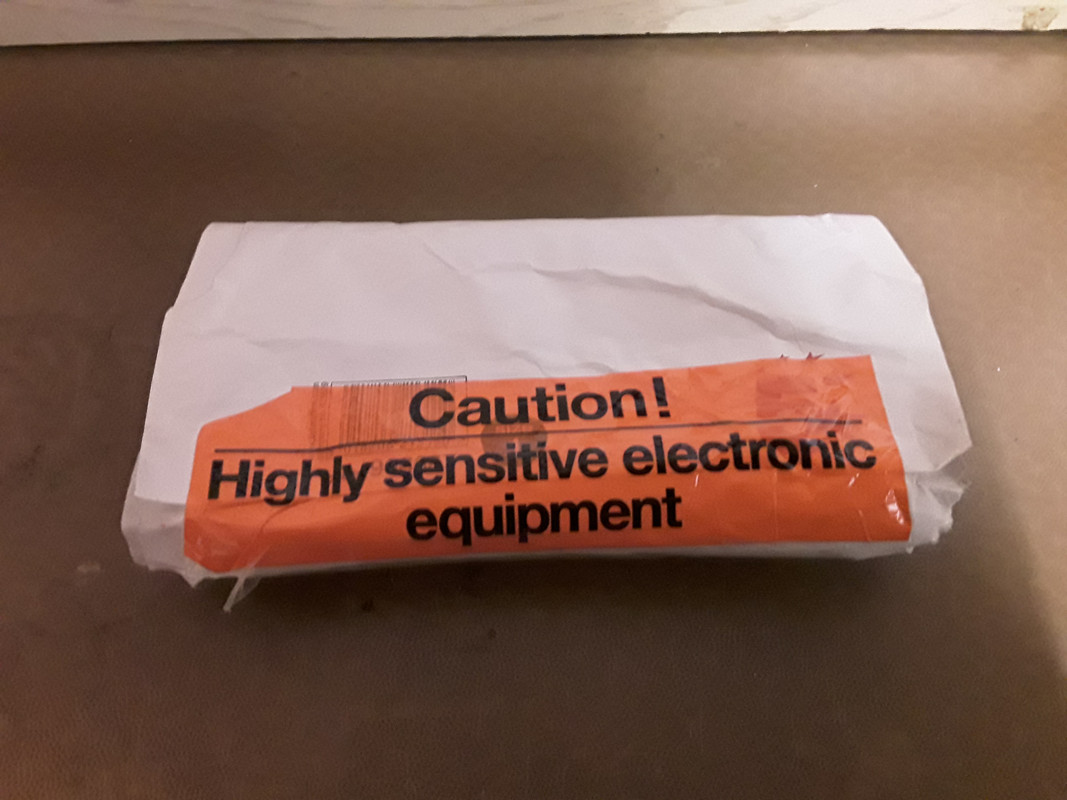 Caution!
Highly sensitive electronic
equipment